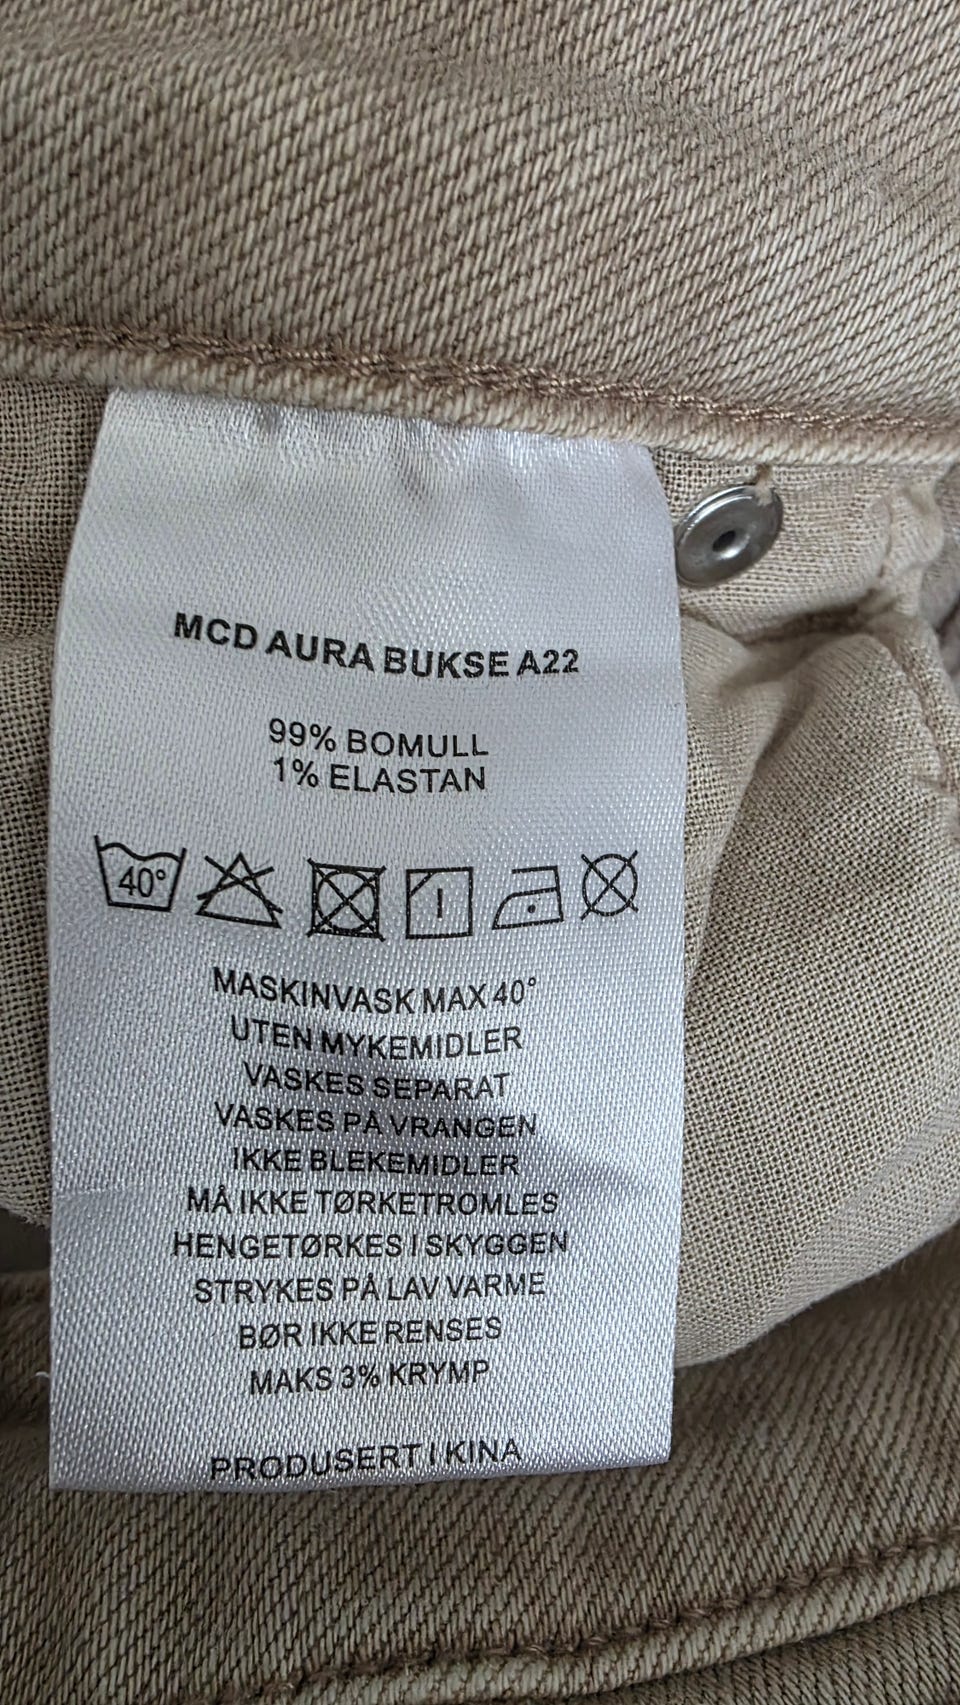 MCD AURA BUKSE A22
99% BOMULL
1% ELASTAN
40°
MASKINVASK MAX 40°
UTEN MYKEMIDLER
VASKES SEPARAT
VASKES PÅ VRANGEN
IKKE BLEKEMIDLER
MÅ IKKE TØRKETROMLES
HENGETØRKES I SKYGGEN
STRYKES PÅ LAV VARME
BØR IKKE RENSES
MAKS 3% KRYMP
PRODUSERT I KINA